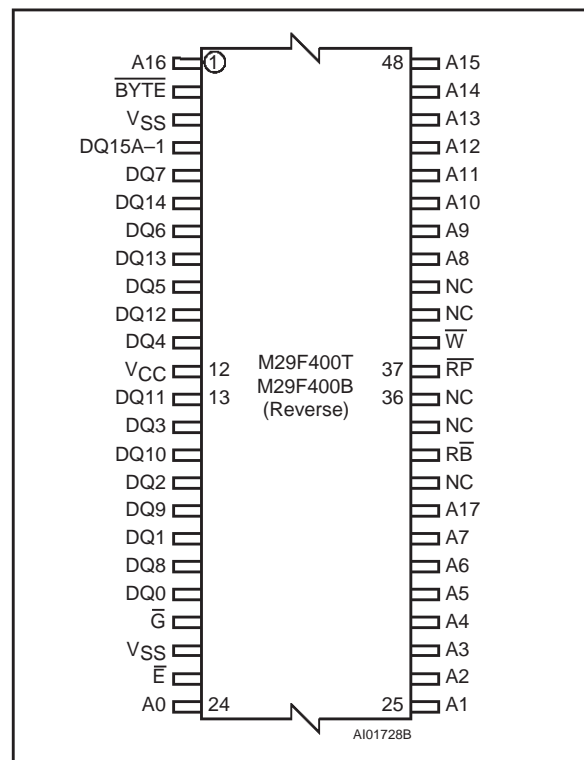 A16 1 48 A15
B̅Y̅T̅E̅ A14
VSS A13
DQ15A–1 A12
DQ7 A11
DQ14 A10
DQ6 A9
DQ13 A8
DQ5 NC
DQ12 NC
DQ4 W̅
VCC 12 M29F400T 37 R̅P̅
DQ11 13 M29F400B 36 NC
DQ3 (Reverse) NC
DQ10 RB̅
DQ2 NC
DQ9 A17
DQ1 A7
DQ8 A6
DQ0 A5
G̅ A4
VSS A3
E̅ A2
A0 24 25 A1
AI01728B